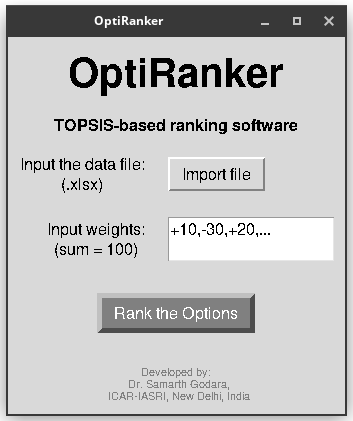 OptiRanker
OptiRanker
TOPSIS-based ranking software
Input the data file:
(.xlsx)
Import file
Input weights:
(sum = 100)
+10,-30,+20,...
Rank the Options
Developed by:
Dr. Samarth Godara,
ICAR-IASRI, New Delhi, India